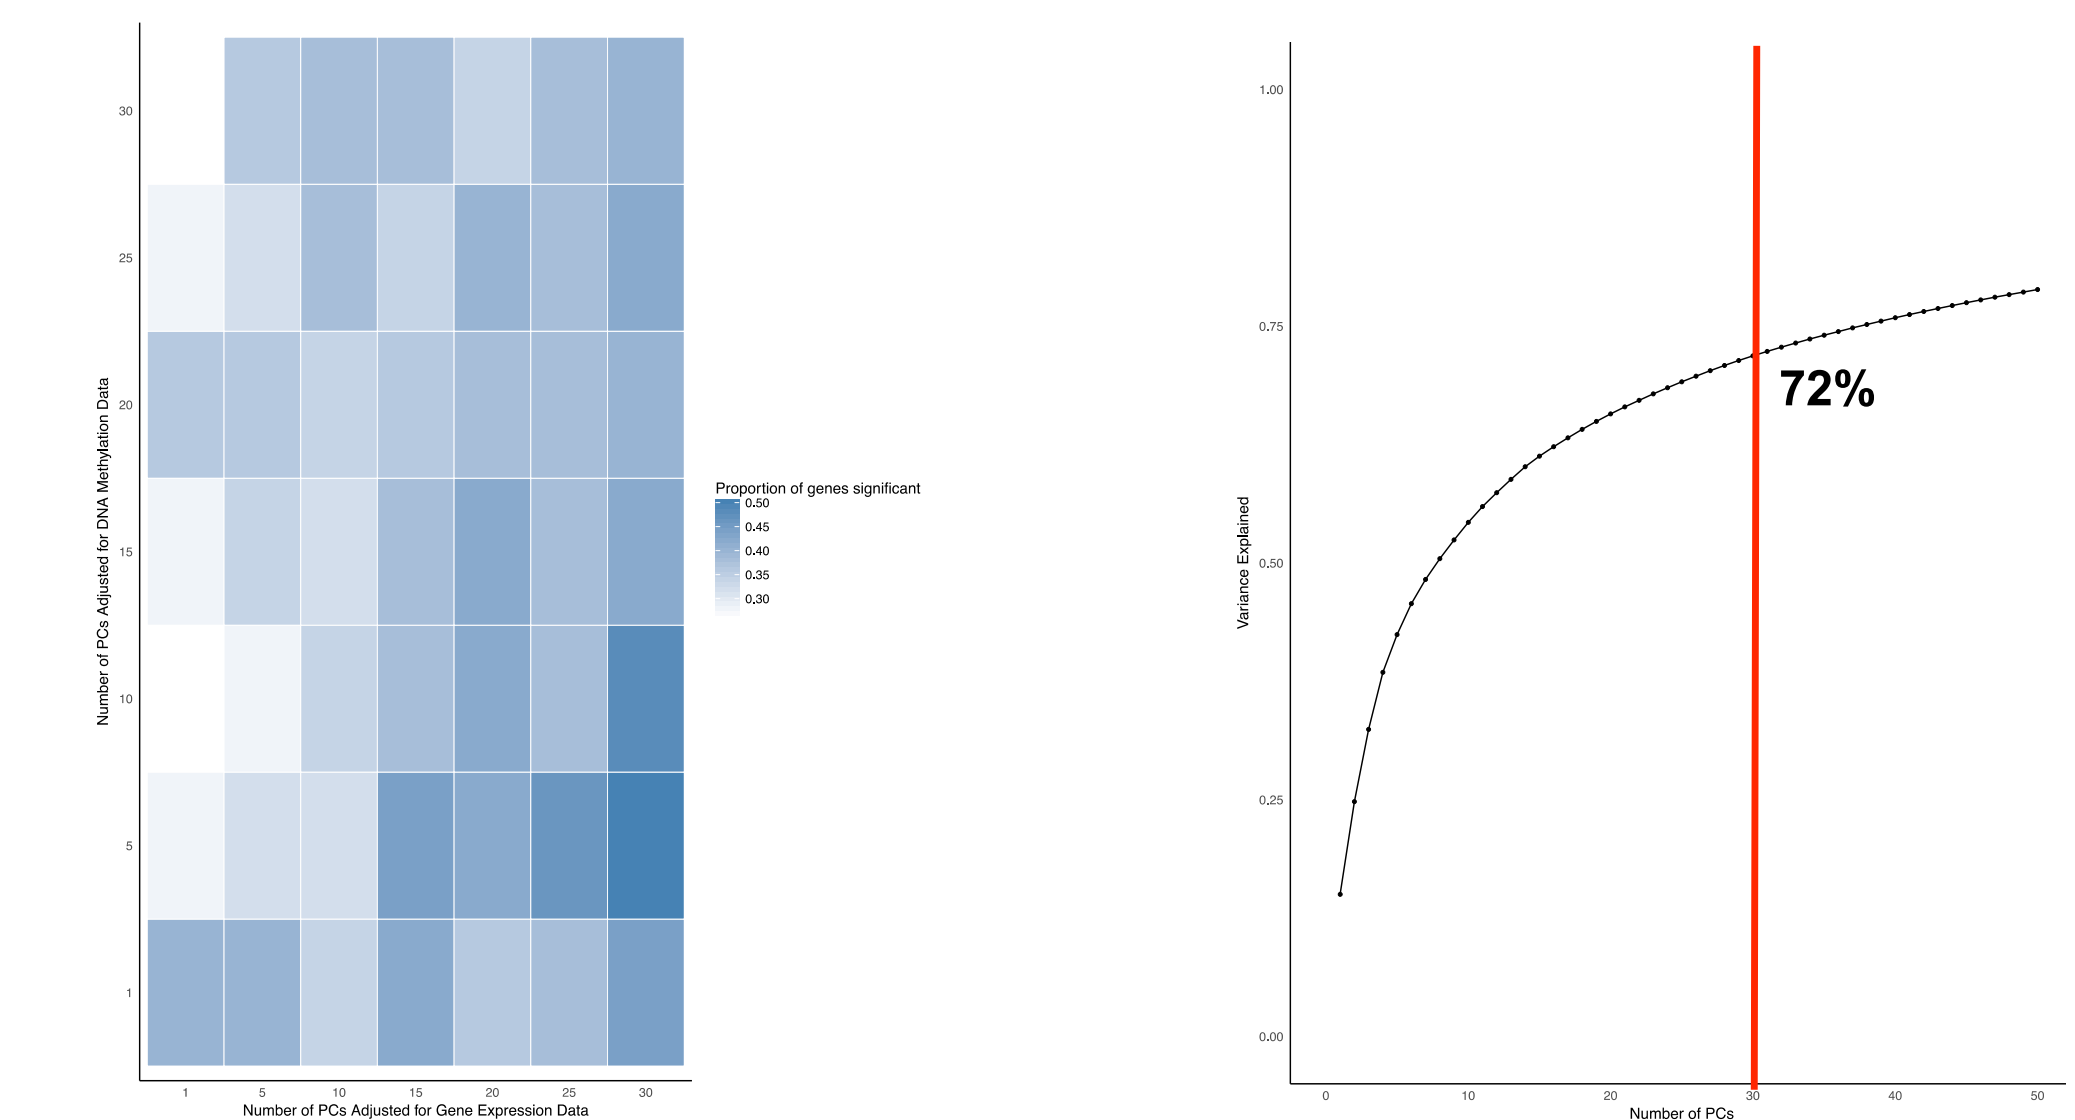 30
25
20
15
10
5
1
Number of PCs Adjusted for DNA Methylation Data
1 5 10 15 20 25 30
Number of PCs Adjusted for Gene Expression Data
Proportion of genes significant
0.50
0.45
0.40
0.35
0.30
1.00
0.75
0.50
0.25
0.00
Variance Explained
72%
0 10 20 30 40 50
Number of PCs